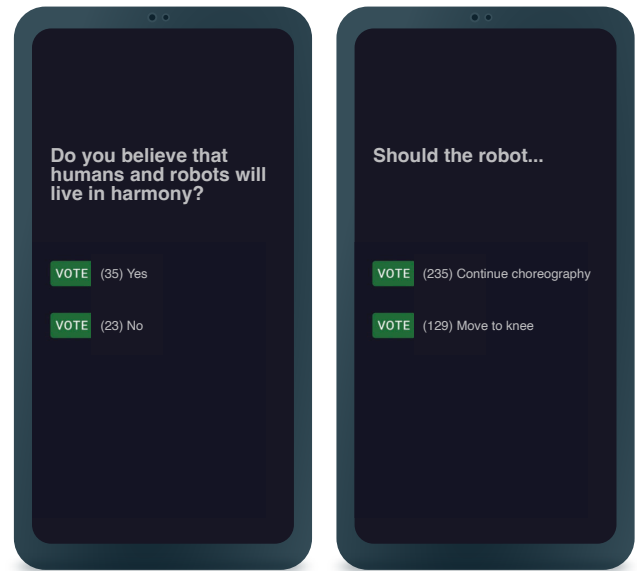 Do you believe that
humans and robots will
live in harmony?
VOTE (35) Yes
VOTE (23) No
Should the robot...
VOTE (235) Continue choreography
VOTE (129) Move to knee